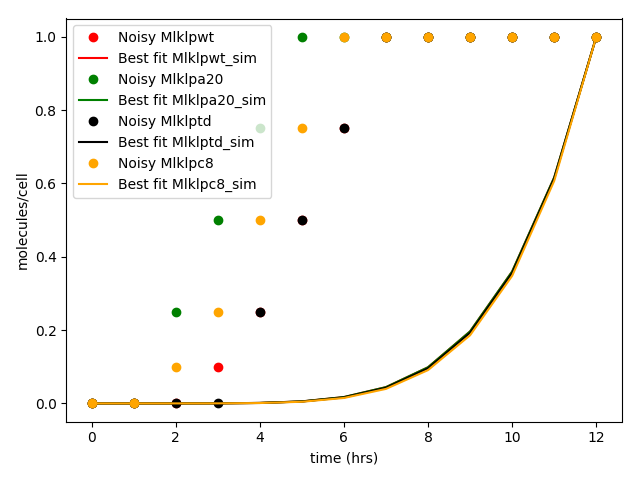 1.0
0.8
0.6
0.4
0.2
0.0
molecules/cell
Noisy Mlklpwt
Best fit Mlklpwt_sim
Noisy Mlklpa20
Best fit Mlklpa20_sim
Noisy Mlklptd
Best fit Mlklptd_sim
Noisy Mlklpc8
Best fit Mlklpc8_sim
0 2 4 6 8 10 12
time (hrs)